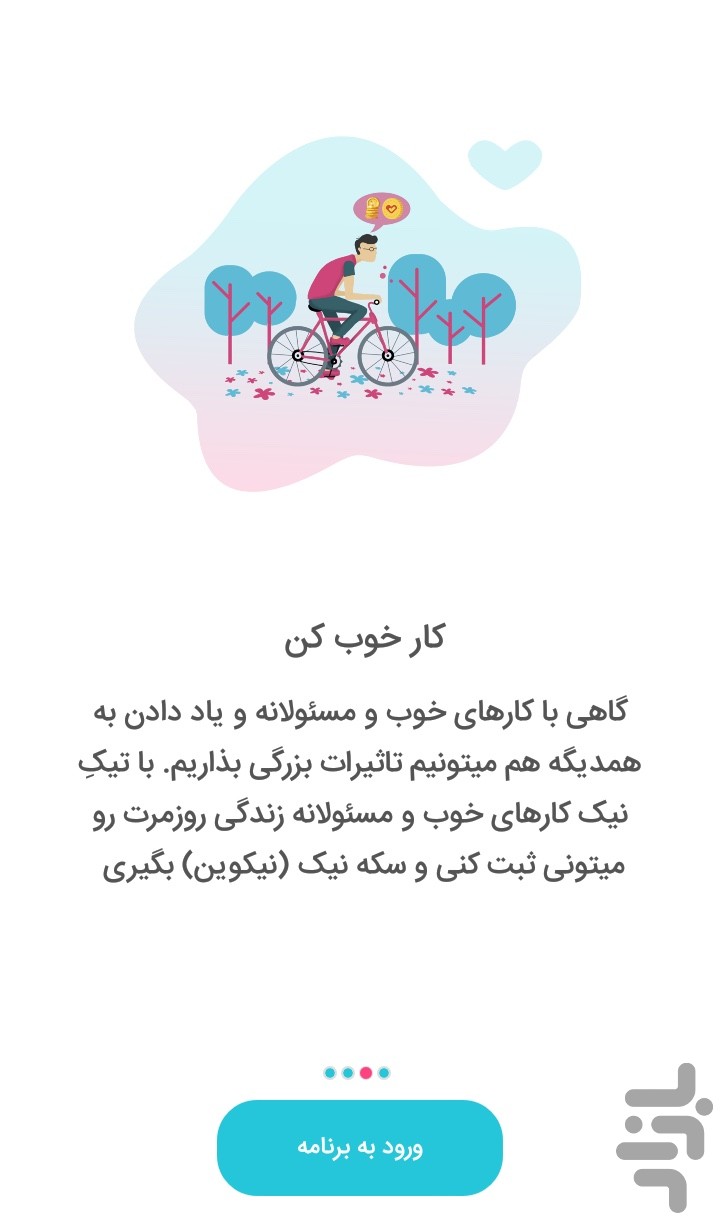 کار خوب کن
گاهی با کارهای خوب و مسئولانه و یاد دادن به
همدیگه هم میتونیم تاثیرات بزرگی بذاریم. با تیکِ
نیک کارهای خوب و مسئولانه زندگی روزمرت رو
میتونی ثبت کنی و سکه نیک (نیکوین) بگیری
ورود به برنامه
بازار